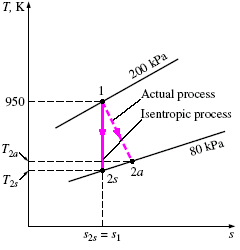 T, K
200 kPa
1
Actual process
950
Isentropic process
T2a
80 kPa
T2s
2s
2a
s2s = s1
s